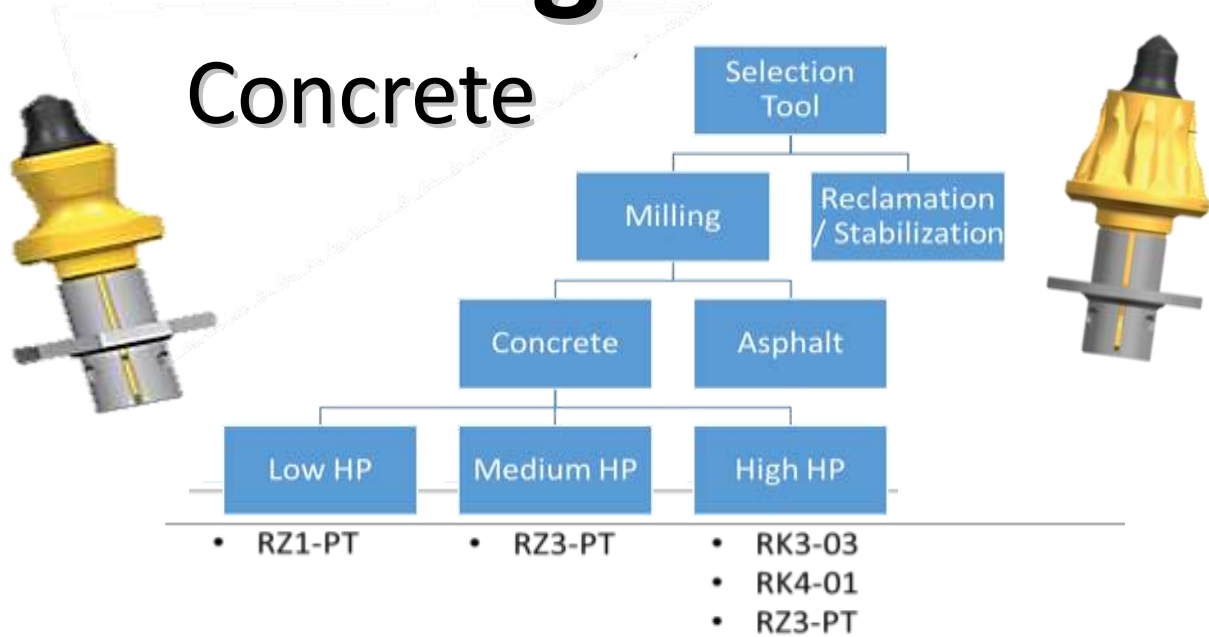 Concrete
Selection
Tool
Milling
Reclamation
/ Stabilization
Concrete
Asphalt
Low HP
Medium HP
High HP
• RZ1-PT
• RZ3-PT
• RK3-03
• RK4-01
• RZ3-PT